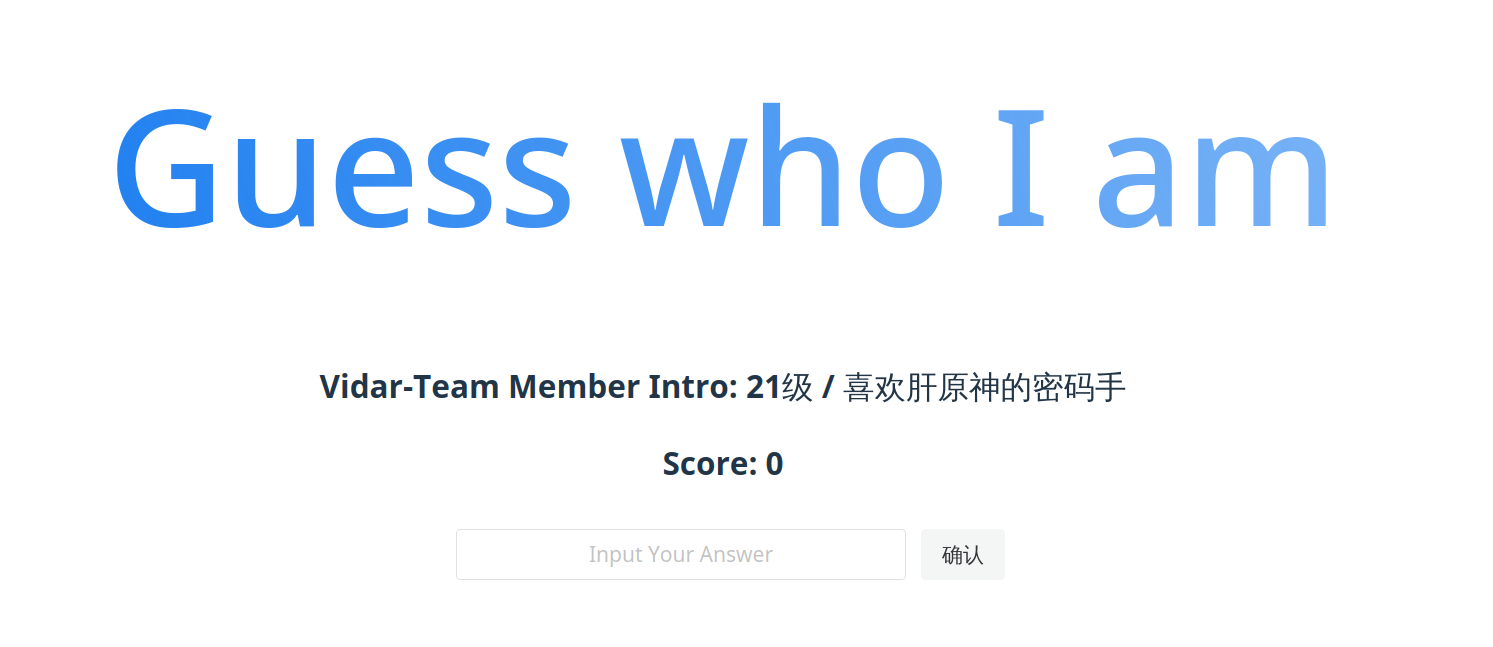 Guess who I am
Vidar-Team Member Intro: 21级 / 喜欢肝原神的密码手
Score: 0
Input Your Answer
确认